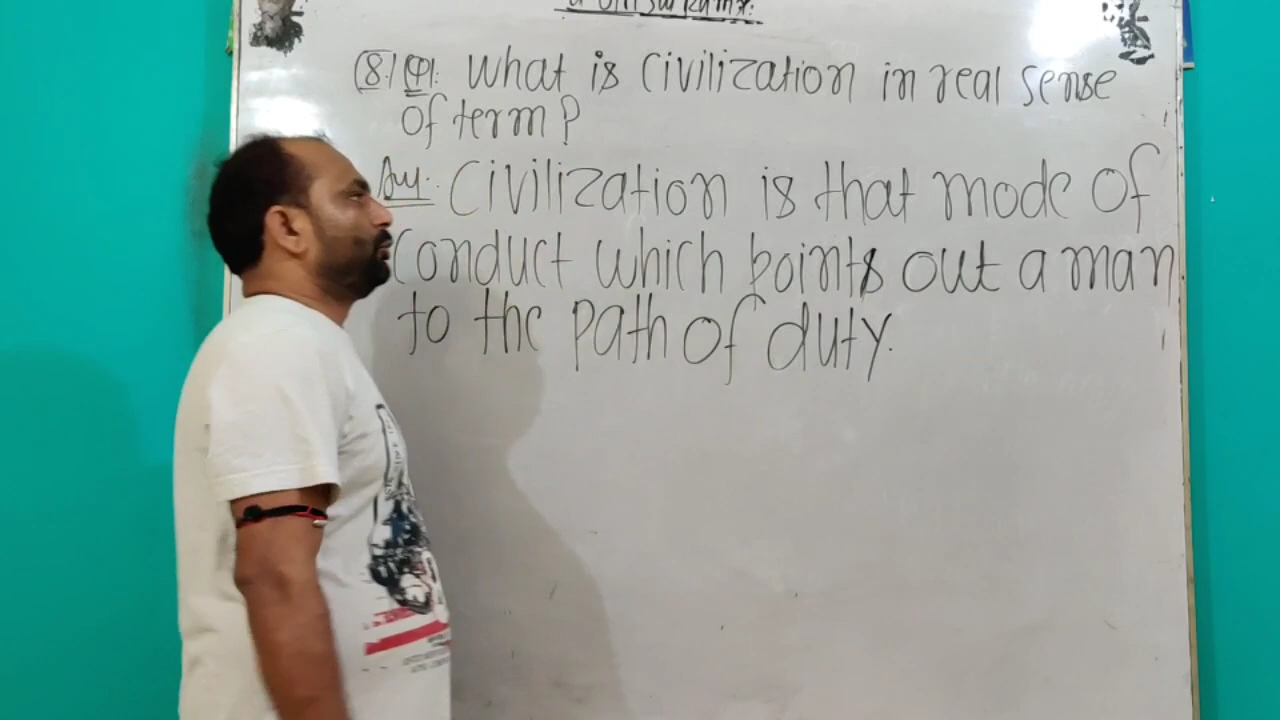 (8) Q. What is Civilization in real sense
of term?
Ans. Civilization is that mode of
Conduct which points out a man
to the path of duty.